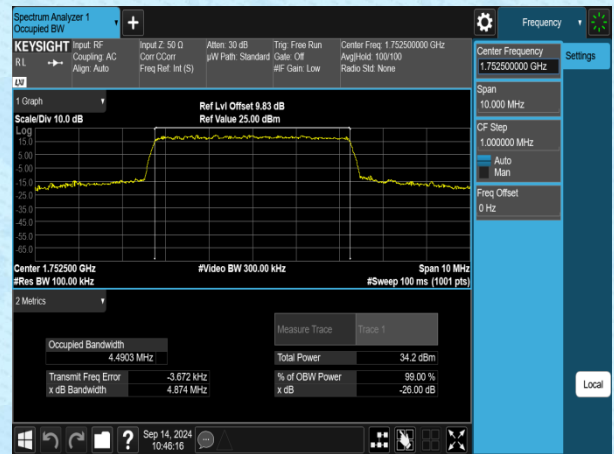 Spectrum Analyzer 1
Occupied BW
Frequency
KEYSIGHT
RL
Input: RF
Coupling: AC
Align: Auto
Input Z: 50 Ω
Corr CCorr
Freq Ref: Int (S)
Atten: 30 dB
µW Path: Standard
Trig: Free Run
Gate: Off
#IF Gain: Low
Center Freq: 1.752500000 GHz
Avg|Hold: 100/100
Radio Std: None
LXI
1 Graph
Scale/Div 10.0 dB
Ref Lvl Offset 9.83 dB
Ref Value 25.00 dBm
Log
15.0
5.00
-5.00
-15.0
-25.0
-35.0
-45.0
-55.0
-65.0
Center 1.752500 GHz
#Res BW 100.00 kHz
#Video BW 300.00 kHz
Span 10 MHz
#Sweep 100 ms (1001 pts)
2 Metrics
Measure Trace
Trace 1
Occupied Bandwidth
4.4903 MHz
Total Power
34.2 dBm
Transmit Freq Error
-3.672 kHz
% of OBW Power
99.00 %
x dB Bandwidth
4.874 MHz
x dB
-26.00 dB
Sep 14, 2024
10:46:16
Center Frequency
1.752500000 GHz
Settings
Span
10.000 MHz
CF Step
1.000000 MHz
Auto
Man
Freq Offset
0 Hz
Local